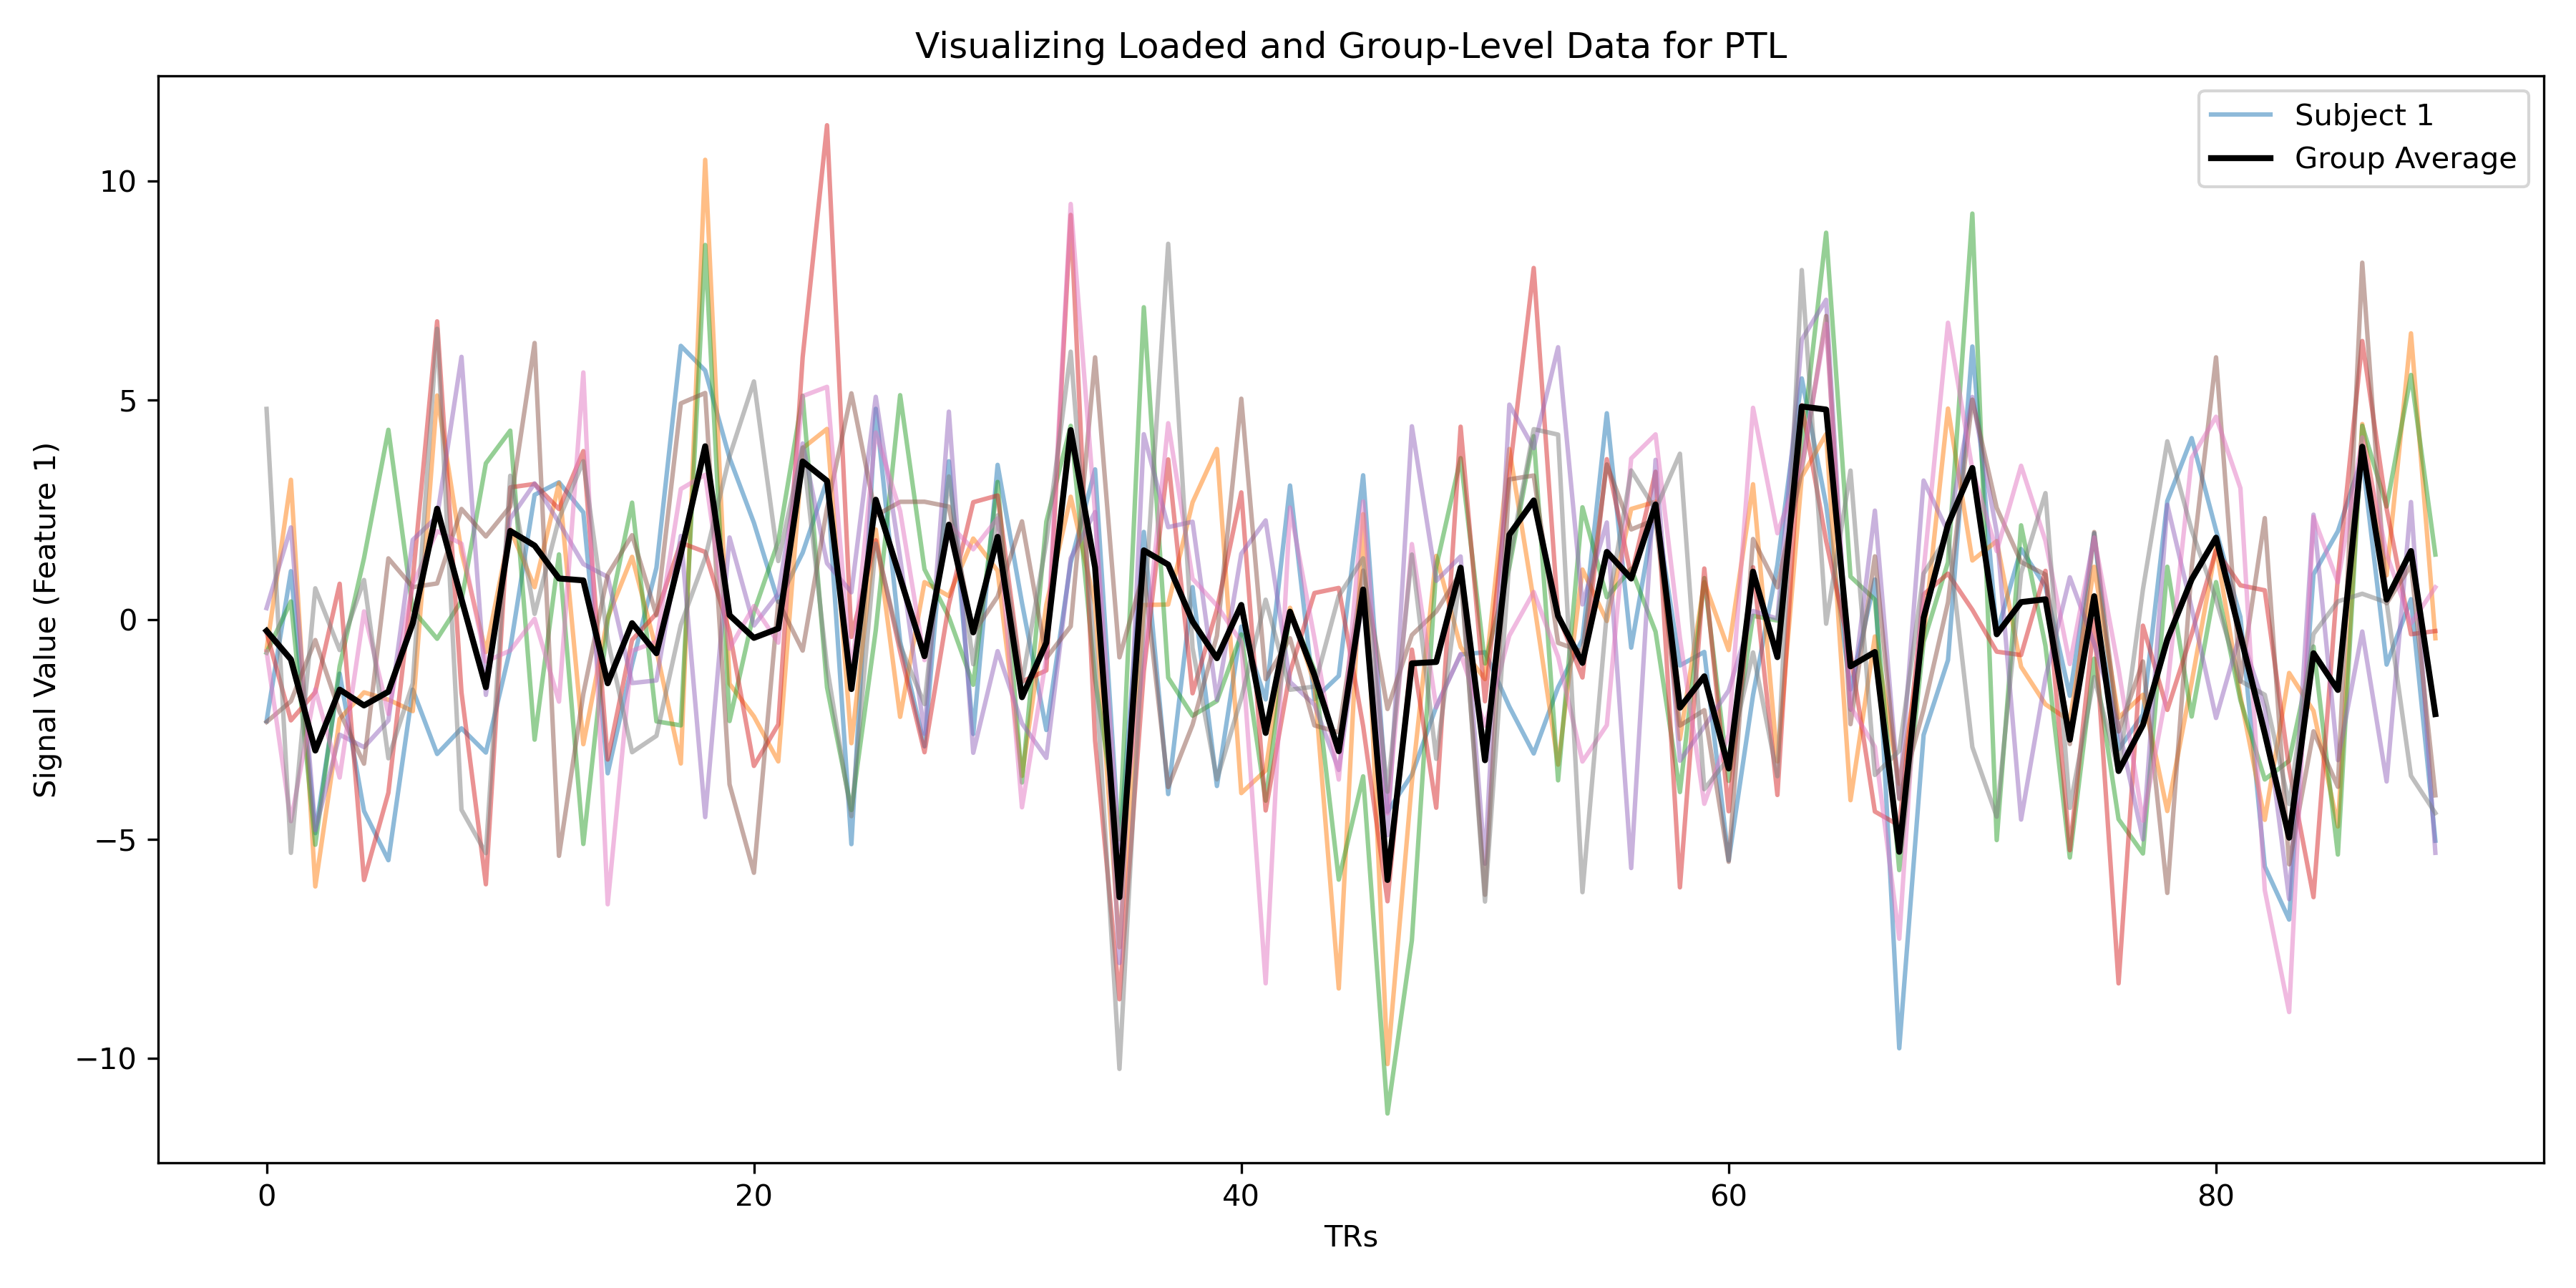 Visualizing Loaded and Group-Level Data for PTL
Subject 1
Group Average
Signal Value (Feature 1)
10
5
0
−5
−10
0
20
40
60
80
TRs